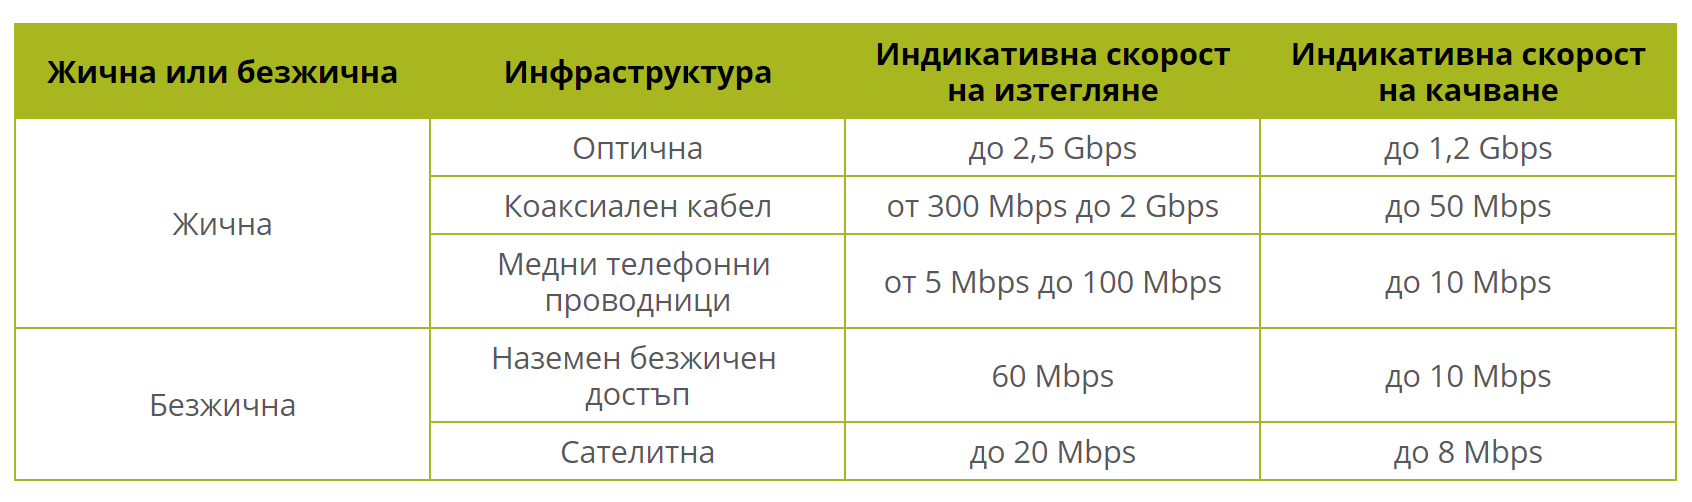 Жична или безжична
Инфраструктура
Индикативна скорост
на изтегляне
Индикативна скорост
на качване
Жична
Оптична
до 2,5 Gbps
до 1,2 Gbps
Коаксиален кабел
от 300 Mbps до 2 Gbps
до 50 Mbps
Медни телефонни
проводници
от 5 Mbps до 100 Mbps
до 10 Mbps
Безжична
Наземен безжичен
достъп
60 Mbps
до 10 Mbps
Сателитна
до 20 Mbps
до 8 Mbps